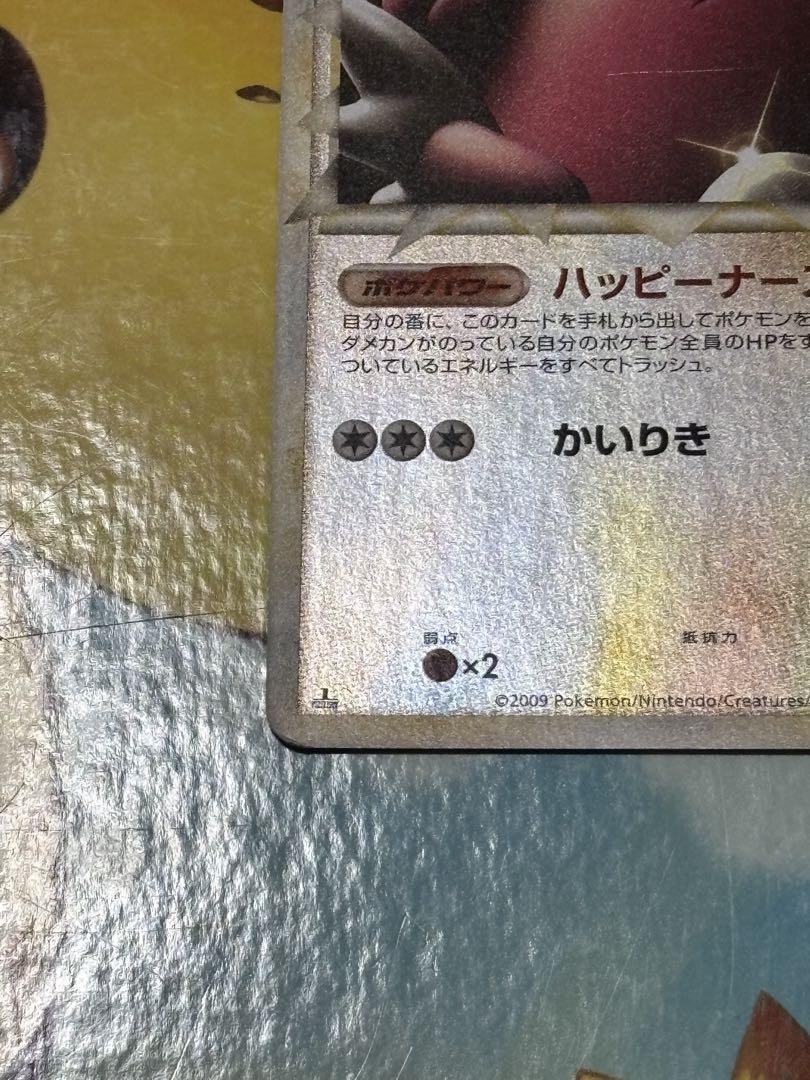 ポケパワー ハッピーナー
自分の番に、このカードを手札から出してポケモンを
ダメカンがのっている自分のポケモン全員のHPをす
ついているエネルギーをすべてトラッシュ。
かいりき
弱点 抵抗力
×2
1
©2009 Pokémon/Nintendo/Creatures/